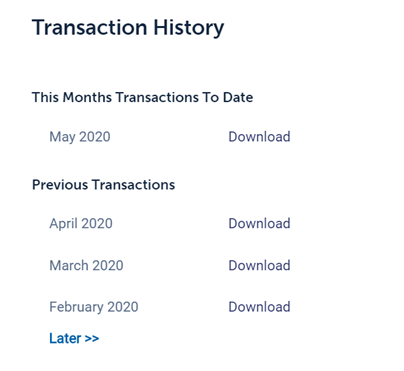 Transaction History
This Months Transactions To Date
May 2020 Download
Previous Transactions
April 2020 Download
March 2020 Download
February 2020 Download
Later >>